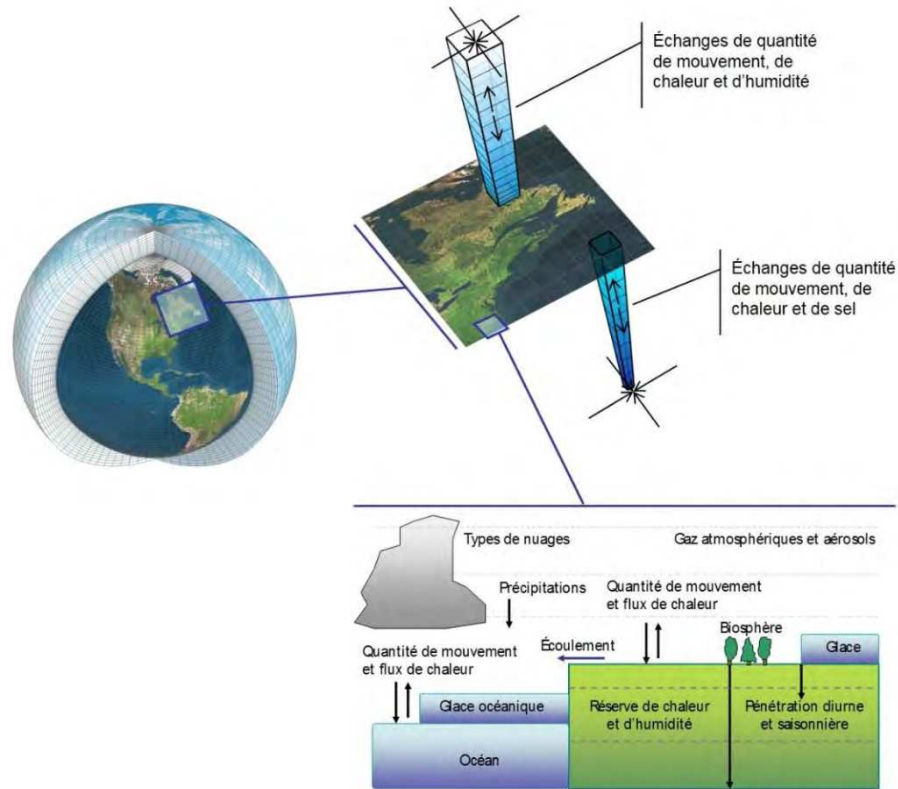 Échanges de quantité
de mouvement, de
chaleur et d'humidité
Échanges de quantité
de mouvement, de
chaleur et de sel
Types de nuages
Gaz atmosphériques et aérosols
Précipitations
Quantité de mouvement
et flux de chaleur
Biosphère
Écoulement
Glace
Quantité de mouvement
et flux de chaleur
Glace océanique
Réserve de chaleur
et d'humidité
Pénétration diurne
et saisonnière
Océan